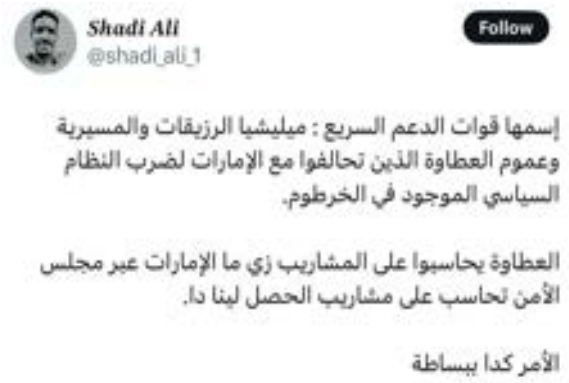 Shadi Ali
Follow
@shadi_ali_1
إسمها قوات الدعم السريع : ميليشيا الرزيقات والمسيرية
وعموم العطاوة الذين تحالفوا مع الإمارات لضرب النظام
السياسي الموجود في الخرطوم.
العطاوة يحاسبوا على المشاريب زي ما الإمارات عبر مجلس
الأمن تحاسب على مشاريب الحصل لينا دا.
الأمر كدا ببساطة